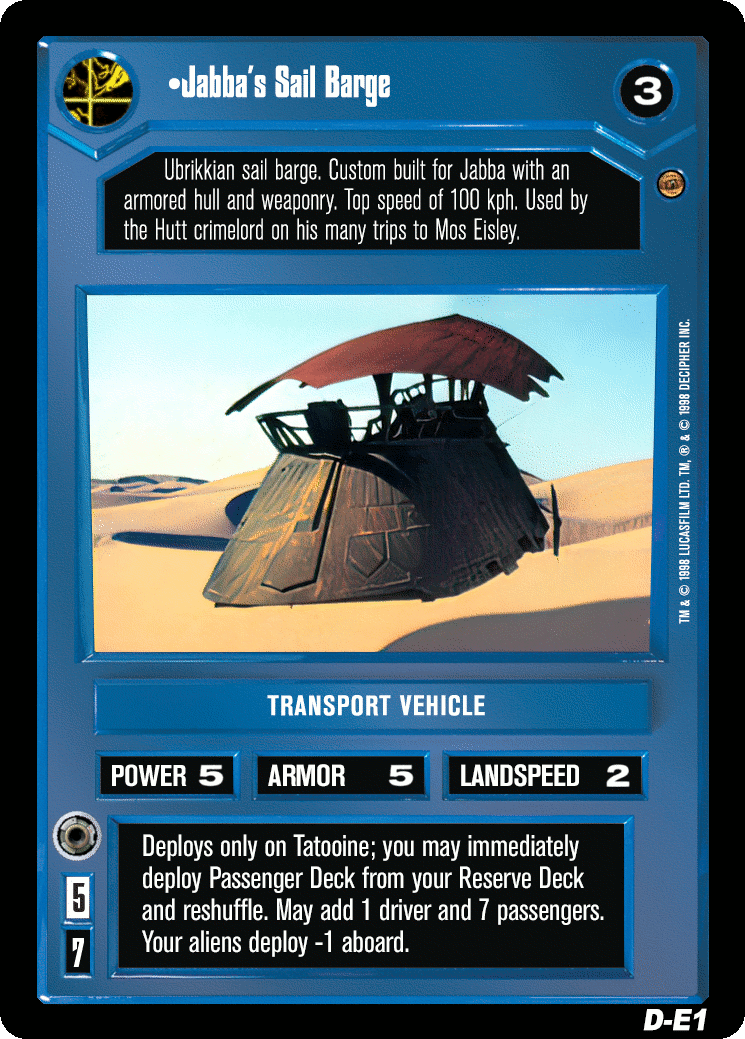 •Jabba's Sail Barge
3
Ubrikkian sail barge. Custom built for Jabba with an
armored hull and weaponry. Top speed of 100 kph. Used by
the Hutt crimelord on his many trips to Mos Eisley.
TM & © 1998 LUCASFILM LTD. TM, ® & © 1998 DECIPHER INC.
TRANSPORT VEHICLE
POWER 5
ARMOR 5
LANDSPEED 2
Deploys only on Tatooine; you may immediately
deploy Passenger Deck from your Reserve Deck
and reshuffle. May add 1 driver and 7 passengers.
Your aliens deploy -1 aboard.
5
7
D-E1